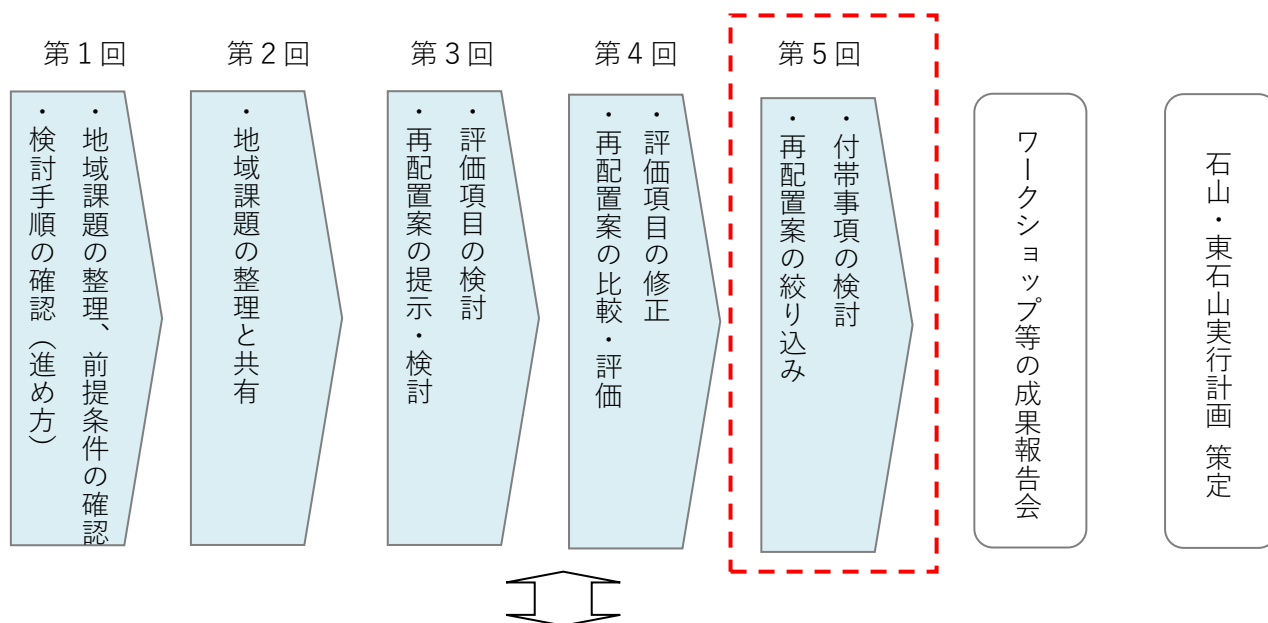 第1回
・地域課題の整理、前提条件の確認
・検討手順の確認（進め方）
第2回
・地域課題の整理と共有
第3回
・評価項目の検討
・再配置案の提示・検討
第4回
・評価項目の修正
・再配置案の比較・評価
第5回
・付帯事項の検討
・再配置案の絞り込み
ワークショップ等の成果報告会
石山・東石山実行計画 策定